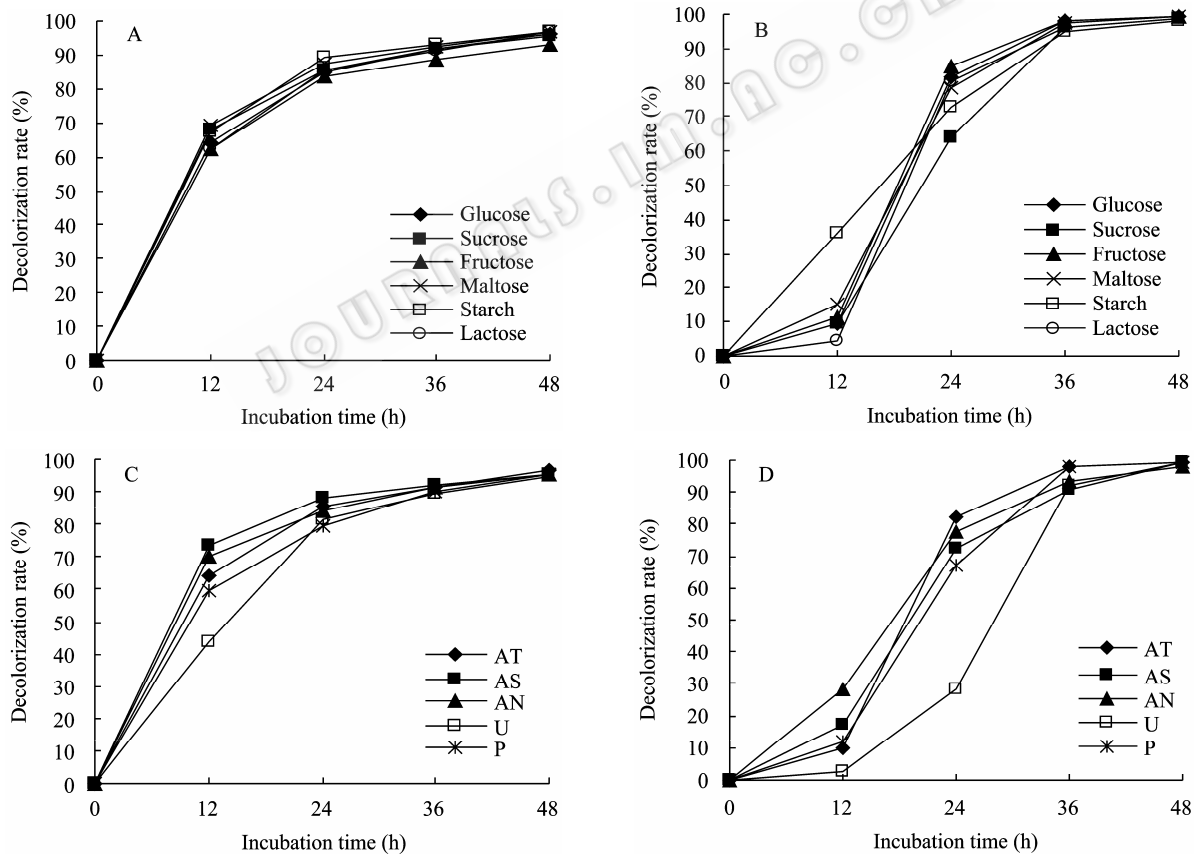 A
Decolorization rate (%)
100
90
80
70
60
50
40
30
20
10
0
0 12 24 36 48
Incubation time (h)
Glucose
Sucrose
Fructose
Maltose
Starch
Lactose
B
Decolorization rate (%)
100
90
80
70
60
50
40
30
20
10
0
0 12 24 36 48
Incubation time (h)
Glucose
Sucrose
Fructose
Maltose
Starch
Lactose
C
Decolorization rate (%)
100
90
80
70
60
50
40
30
20
10
0
0 12 24 36 48
Incubation time (h)
AT
AS
AN
U
P
D
Decolorization rate (%)
100
90
80
70
60
50
40
30
20
10
0
0 12 24 36 48
Incubation time (h)
AT
AS
AN
U
P